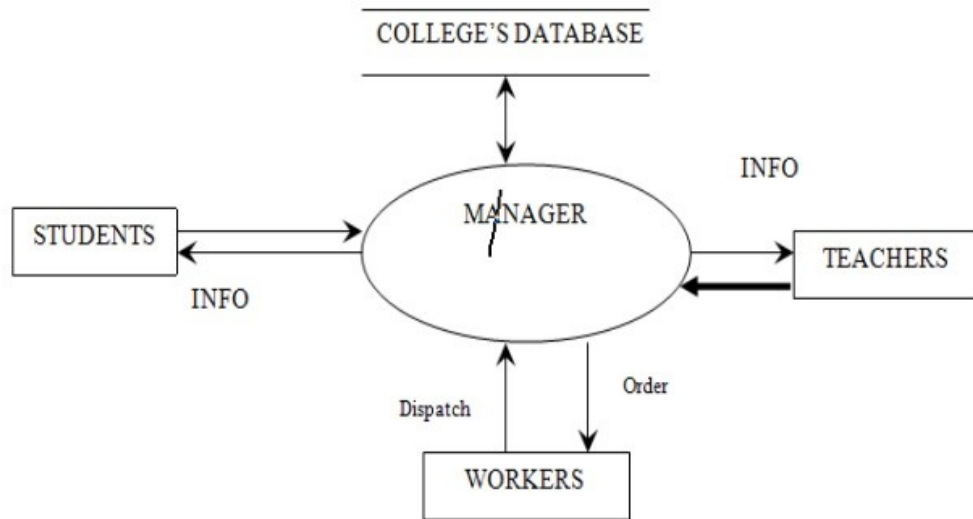 COLLEGE'S DATABASE
INFO
MANAGER
STUDENTS
TEACHERS
INFO
Order
Dispatch
WORKERS